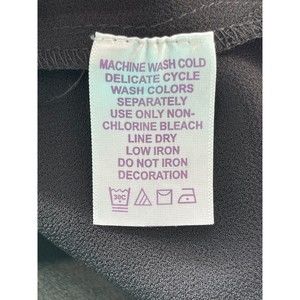 MACHINE WASH COLD
DELICATE CYCLE
WASH COLORS
SEPARATELY
USE ONLY NON-
CHLORINE BLEACH
LINE DRY
LOW IRON
DO NOT IRON
DECORATION
30C